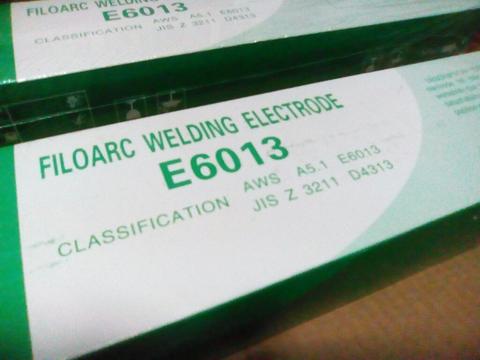 FILOARC WELDING ELECTRODE
E6013
CLASSIFICATION AWS A5.1 E6013
JIS Z 3211 D4313
FILOARC WELDING ELECTRODE
E6013
CLASSIFICATION AWS A5.1 E6013
JIS Z 3211 D4313